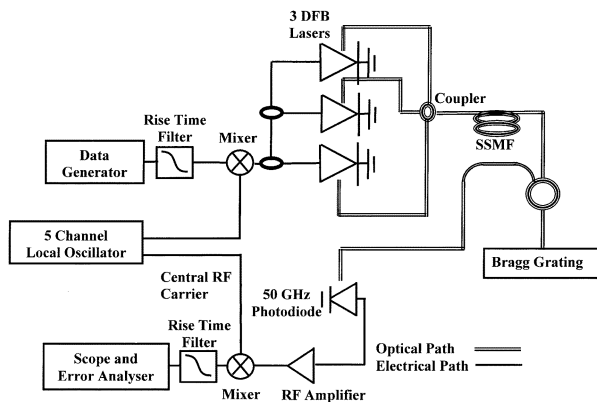 3 DFB
Lasers
Coupler
Rise Time
Filter
Mixer
SSMF
Data
Generator
5 Channel
Local Oscillator
Central RF
Carrier
50 GHz
Photodiode
Bragg Grating
Rise Time
Filter
Optical Path
Electrical Path
Scope and
Error Analyser
Mixer
RF Amplifier